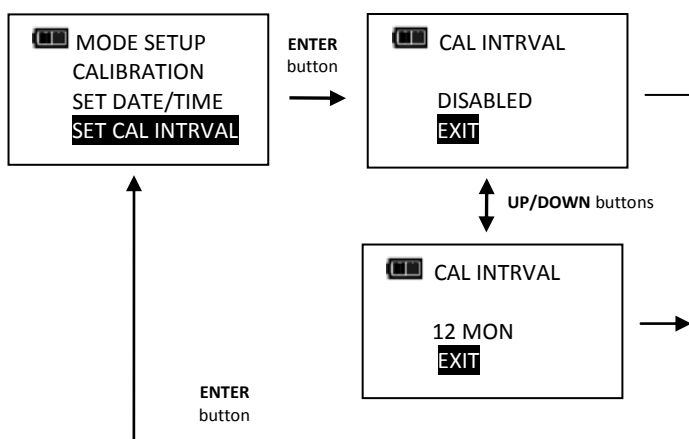 MODE SETUP
CALIBRATION
SET DATE/TIME
SET CAL INTRVAL
ENTER
button
CAL INTRVAL
DISABLED
EXIT
UP/DOWN buttons
CAL INTRVAL
12 MON
EXIT
ENTER
button